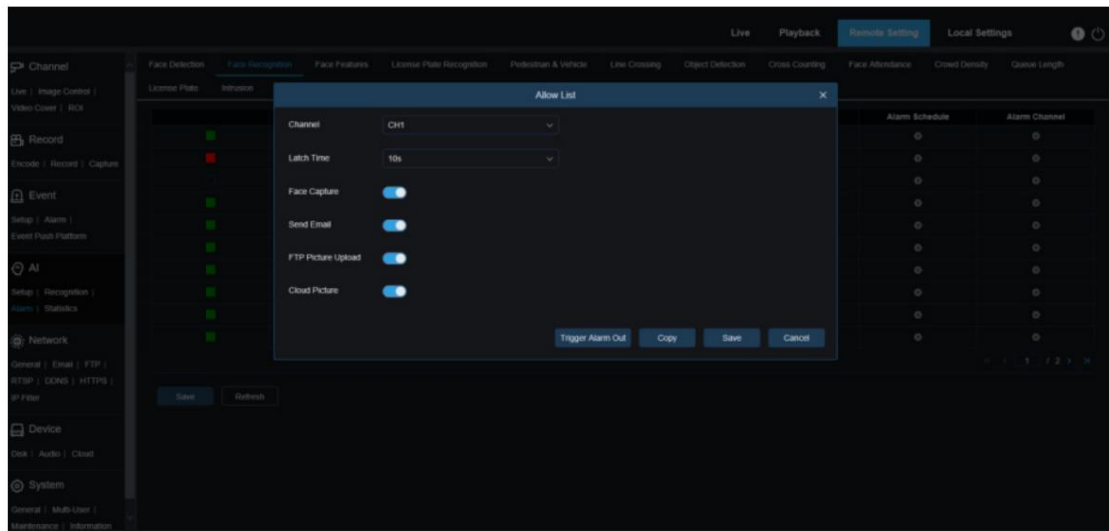 Live Playback Remote Setting Local Settings
Channel
Live | Image Control |
Video Cover | ROI
Record
Encode | Record | Capture
Event
Setup | Alarm |
Event Push Platform
AI
Setup | Recognition |
Alarm | Statistics
Network
General | Email | FTP |
RTSP | DDNS | HTTPS |
IP Filter
Device
Disk | Audio | Cloud
System
General | Multi-User |
Maintenance | Information
Face Detection Face Recognition Face Features License Plate Recognition Pedestrian & Vehicle Line Crossing Object Detection Cross Counting Face Attendance Crowd Density Queue Length
License Plate Intrusion
Alarm Schedule Alarm Channel
Allow List
Channel CH1
Latch Time 10s
Face Capture
Send Email
FTP Picture Upload
Cloud Picture
Trigger Alarm Out Copy Save Cancel
1 / 2
Save Refresh